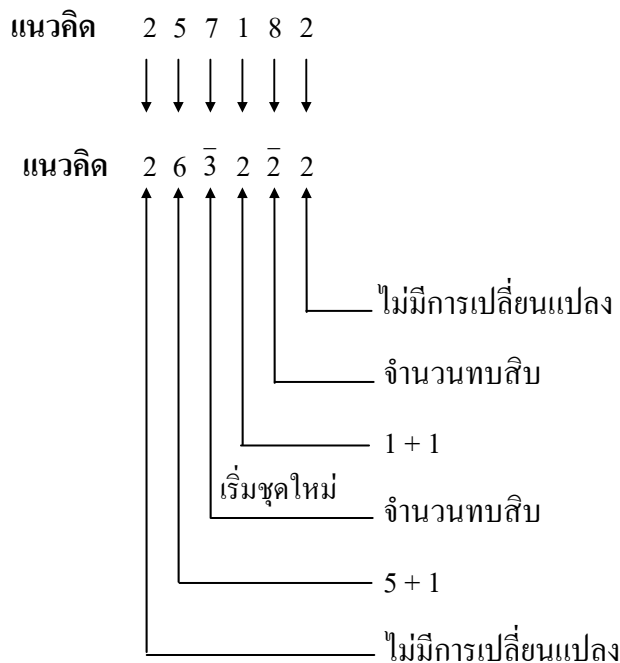 แนวคิด 2 5 7 1 8 2
แนวคิด 2 6 3̅ 2 2̅ 2
ไม่มีการเปลี่ยนแปลง
จำนวนทบสิบ
1 + 1
เริ่มชุดใหม่
จำนวนทบสิบ
5 + 1
ไม่มีการเปลี่ยนแปลง